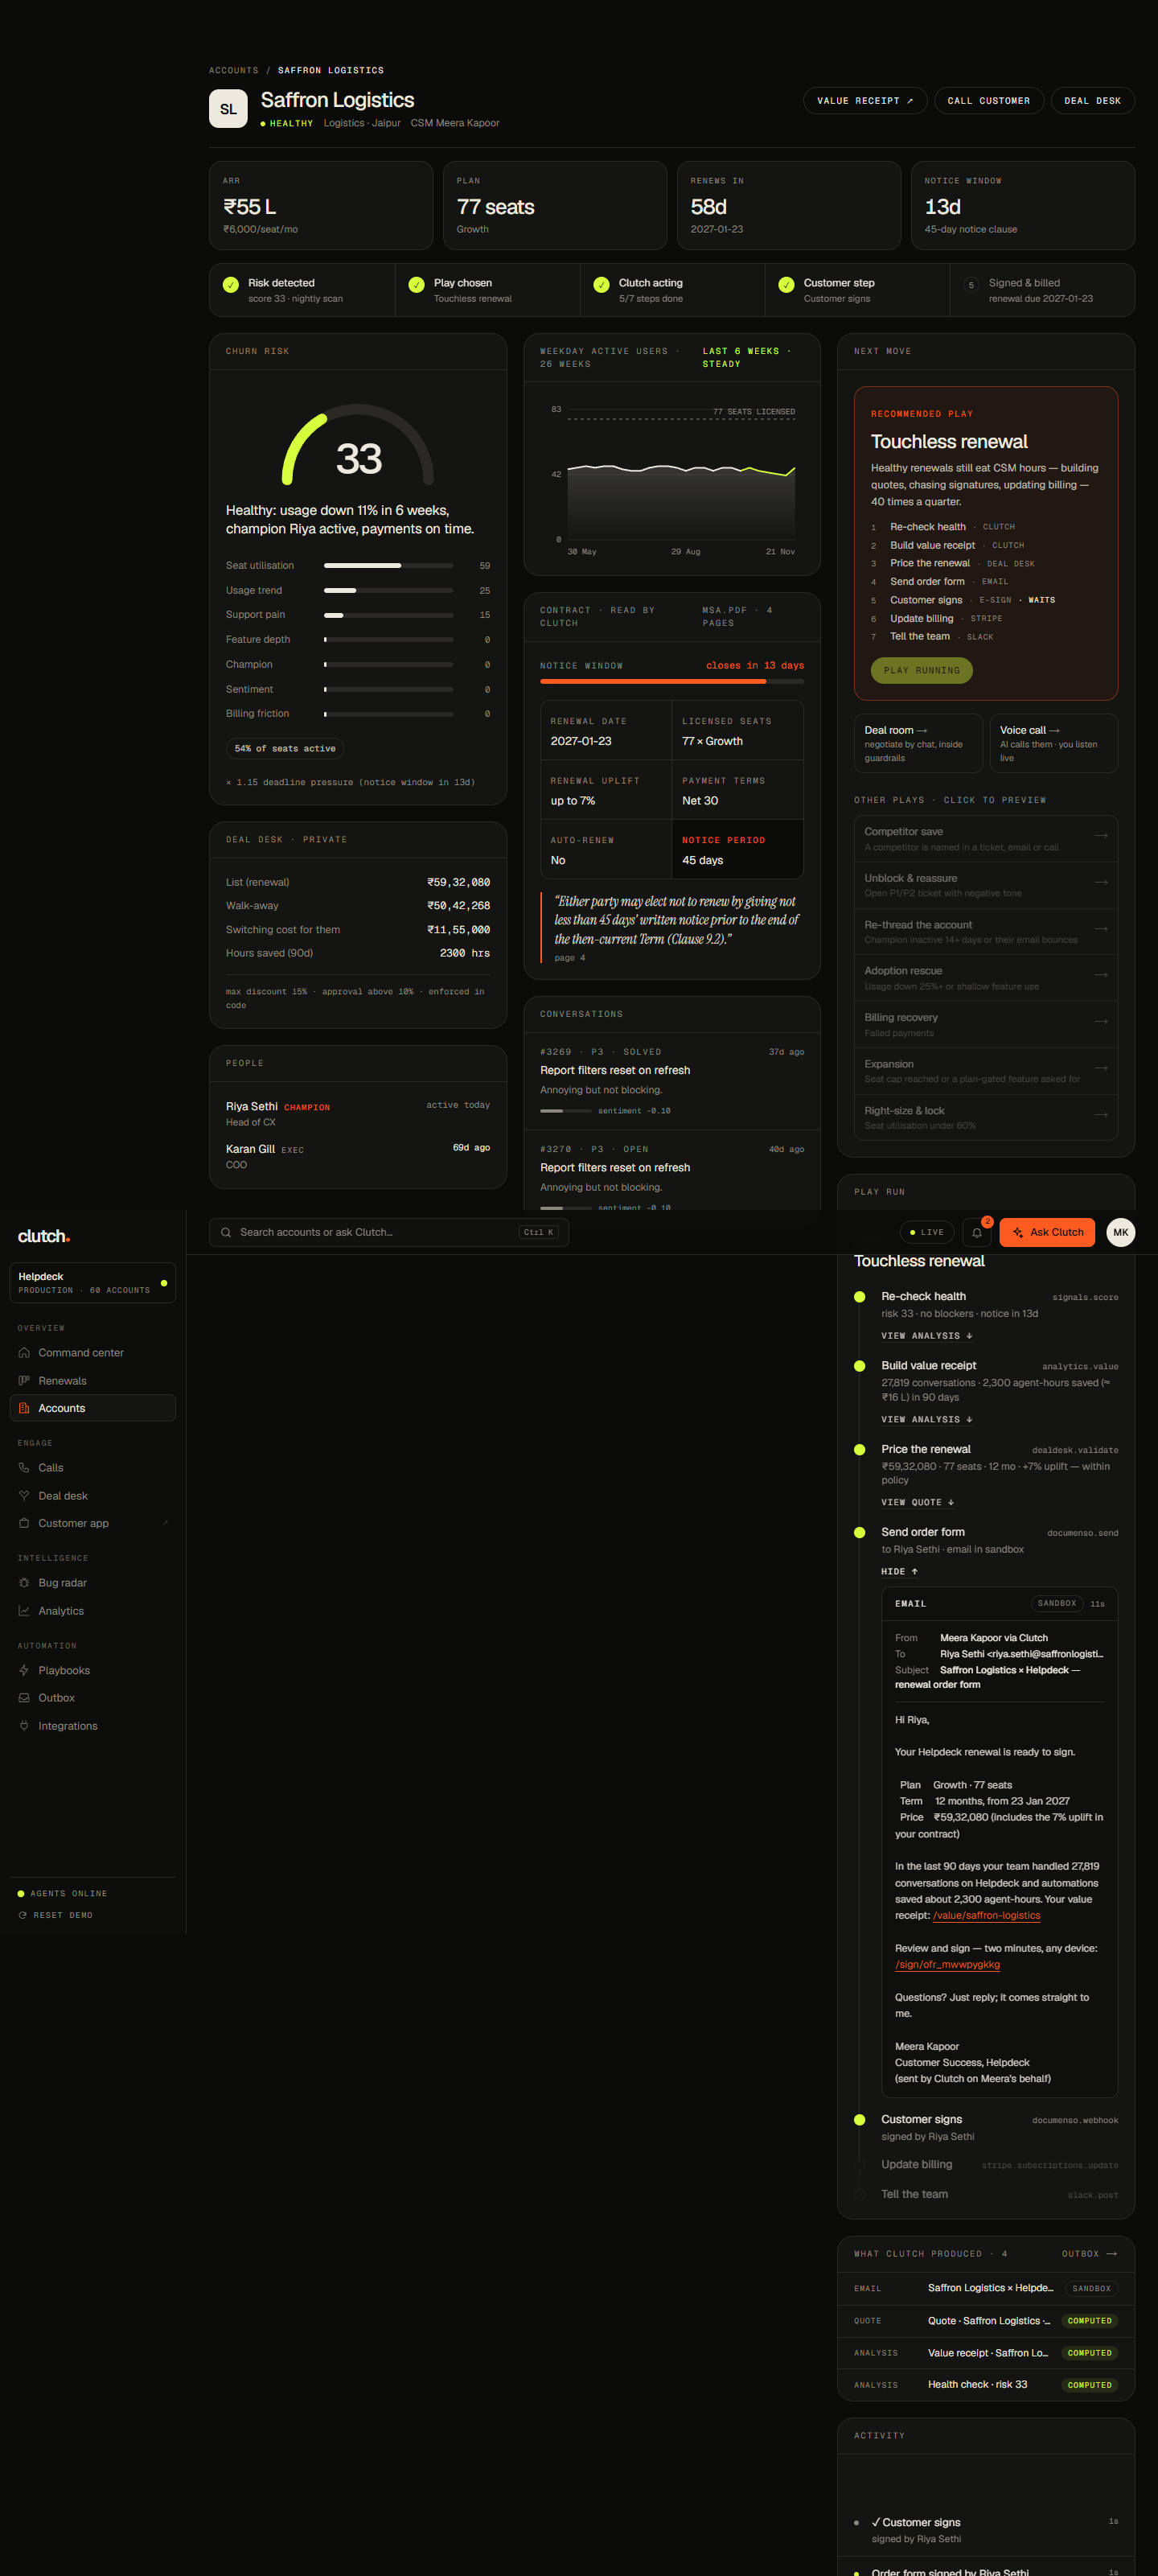 ACCOUNTS / SAFFRON LOGISTICS
SL
Saffron Logistics
HEALTHY Logistics · Jaipur CSM Meera Kapoor
VALUE RECEIPT ↗
CALL CUSTOMER
DEAL DESK
ARR
₹55 L
₹6,000/seat/mo
PLAN
77 seats
Growth
RENEWS IN
58d
2027-01-23
NOTICE WINDOW
13d
45-day notice clause
✓ Risk detected
score 33 · nightly scan
✓ Play chosen
Touchless renewal
✓ Clutch acting
5/7 steps done
✓ Customer step
Customer signs
5 Signed & billed
renewal due 2027-01-23
CHURN RISK
33
Healthy: usage down 11% in 6 weeks,
champion Riya active, payments on time.
Seat utilisation 59
Usage trend 25
Support pain 15
Feature depth 0
Champion 0
Sentiment 0
Billing friction 0
54% of seats active
× 1.15 deadline pressure (notice window in 13d)
DEAL DESK · PRIVATE
List (renewal) ₹59,32,080
Walk-away ₹50,42,268
Switching cost for them ₹11,55,000
Hours saved (90d) 2300 hrs
max discount 15% · approval above 10% · enforced in
code
PEOPLE
Riya Sethi CHAMPION active today
Head of CX
Karan Gill EXEC 69d ago
COO
WEEKDAY ACTIVE USERS ·
26 WEEKS
LAST 6 WEEKS ·
STEADY
83
77 SEATS LICENSED
42
0
30 May 29 Aug 21 Nov
CONTRACT · READ BY
CLUTCH
MSA.PDF · 4
PAGES
NOTICE WINDOW closes in 13 days
RENEWAL DATE
2027-01-23
LICENSED SEATS
77 × Growth
RENEWAL UPLIFT
up to 7%
PAYMENT TERMS
Net 30
AUTO-RENEW
No
NOTICE PERIOD
45 days
“Either party may elect not to renew by giving not
less than 45 days’ written notice prior to the end of
the then-current Term (Clause 9.2).”
page 4
CONVERSATIONS
#3269 · P3 · SOLVED 37d ago
Report filters reset on refresh
Annoying but not blocking.
sentiment -0.10
#3270 · P3 · OPEN 40d ago
Report filters reset on refresh
Annoying but not blocking.
sentiment -0.10
NEXT MOVE
RECOMMENDED PLAY
Touchless renewal
Healthy renewals still eat CSM hours — building
quotes, chasing signatures, updating billing —
40 times a quarter.
1 Re-check health · CLUTCH
2 Build value receipt · CLUTCH
3 Price the renewal · DEAL DESK
4 Send order form · EMAIL
5 Customer signs · E-SIGN · WAITS
6 Update billing · STRIPE
7 Tell the team · SLACK
PLAY RUNNING
Deal room →
negotiate by chat, inside
guardrails
Voice call →
AI calls them · you listen
live
OTHER PLAYS · CLICK TO PREVIEW
Competitor save →
A competitor is named in a ticket, email or call
Unblock & reassure →
Open P1/P2 ticket with negative tone
Re-thread the account →
Champion inactive 14+ days or their email bounces
Adoption rescue →
Usage down 25%+ or shallow feature use
Billing recovery →
Failed payments
Expansion →
Seat cap reached or a plan-gated feature asked for
Right-size & lock →
Seat utilisation under 60%
PLAY RUN
clutch.
Search accounts or ask Clutch… Ctrl K
LIVE
2
Ask Clutch
MK
Helpdeck
PRODUCTION · 60 ACCOUNTS
OVERVIEW
Command center
Renewals
Accounts
ENGAGE
Calls
Deal desk
Customer app
INTELLIGENCE
Bug radar
Analytics
AUTOMATION
Playbooks
Outbox
Integrations
AGENTS ONLINE
RESET DEMO
Touchless renewal
Re-check health signals.score
risk 33 · no blockers · notice in 13d
VIEW ANALYSIS ↓
Build value receipt analytics.value
27,819 conversations · 2,300 agent-hours saved (≈
₹16 L) in 90 days
VIEW ANALYSIS ↓
Price the renewal dealdesk.validate
₹59,32,080 · 77 seats · 12 mo · +7% uplift — within
policy
VIEW QUOTE ↓
Send order form documenso.send
to Riya Sethi · email in sandbox
HIDE ↑
EMAIL SANDBOX 11s
From Meera Kapoor via Clutch
To Riya Sethi <riya.sethi@saffronlogisti…
Subject Saffron Logistics × Helpdeck —
renewal order form
Hi Riya,
Your Helpdeck renewal is ready to sign.
Plan Growth · 77 seats
Term 12 months, from 23 Jan 2027
Price ₹59,32,080 (includes the 7% uplift in
your contract)
In the last 90 days your team handled 27,819
conversations on Helpdeck and automations
saved about 2,300 agent-hours. Your value
receipt: /value/saffron-logistics
Review and sign — two minutes, any device:
/sign/ofr_mwwpygkkg
Questions? Just reply; it comes straight to
me.
Meera Kapoor
Customer Success, Helpdeck
(sent by Clutch on Meera's behalf)
Customer signs documenso.webhook
signed by Riya Sethi
Update billing stripe.subscriptions.update
Tell the team slack.post
WHAT CLUTCH PRODUCED · 4 OUTBOX →
EMAIL Saffron Logistics × Helpde… SANDBOX
QUOTE Quote · Saffron Logistics ·… COMPUTED
ANALYSIS Value receipt · Saffron Lo… COMPUTED
ANALYSIS Health check · risk 33 COMPUTED
ACTIVITY
✓ Customer signs 1s
signed by Riya Sethi
Order form signed by Riya Sethi 1s